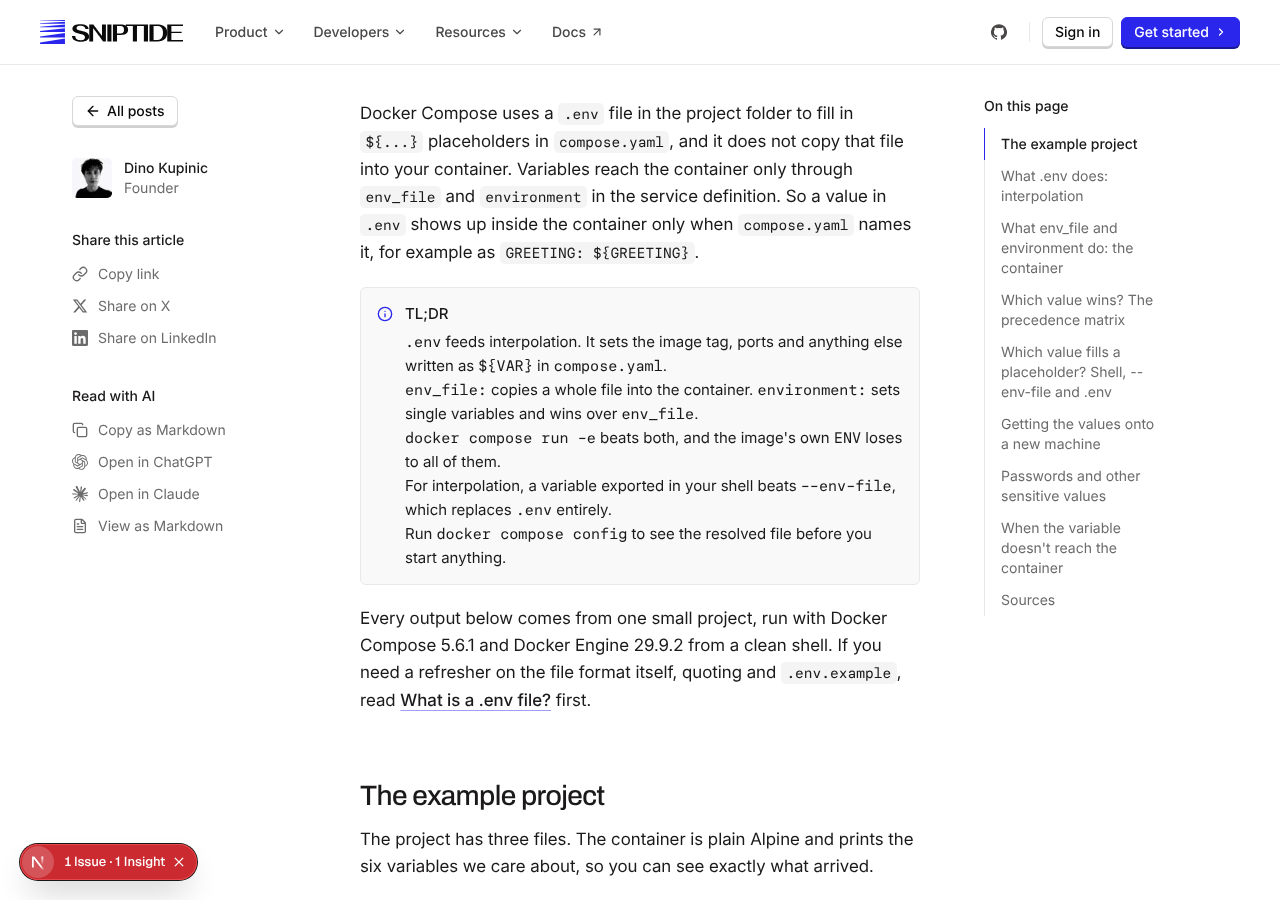 SNIPTIDE
Product
Developers
Resources
Docs
Sign in
Get started
All posts
Dino Kupinic
Founder
Share this article
Copy link
Share on X
Share on LinkedIn
Read with AI
Copy as Markdown
Open in ChatGPT
Open in Claude
View as Markdown
Docker Compose uses a .env file in the project folder to fill in
${...} placeholders in compose.yaml, and it does not copy that file
into your container. Variables reach the container only through
env_file and environment in the service definition. So a value in
.env shows up inside the container only when compose.yaml names
it, for example as GREETING: ${GREETING}.
TL;DR
.env feeds interpolation. It sets the image tag, ports and anything else
written as ${VAR} in compose.yaml.
env_file: copies a whole file into the container. environment: sets
single variables and wins over env_file.
docker compose run -e beats both, and the image's own ENV loses
to all of them.
For interpolation, a variable exported in your shell beats --env-file,
which replaces .env entirely.
Run docker compose config to see the resolved file before you
start anything.
Every output below comes from one small project, run with Docker
Compose 5.6.1 and Docker Engine 29.9.2 from a clean shell. If you
need a refresher on the file format itself, quoting and .env.example,
read What is a .env file? first.
The example project
The project has three files. The container is plain Alpine and prints the
six variables we care about, so you can see exactly what arrived.
On this page
The example project
What .env does:
interpolation
What env_file and
environment do: the
container
Which value wins? The
precedence matrix
Which value fills a
placeholder? Shell, --
env-file and .env
Getting the values onto
a new machine
Passwords and other
sensitive values
When the variable
doesn't reach the
container
Sources
N
1 Issue · 1 Insight